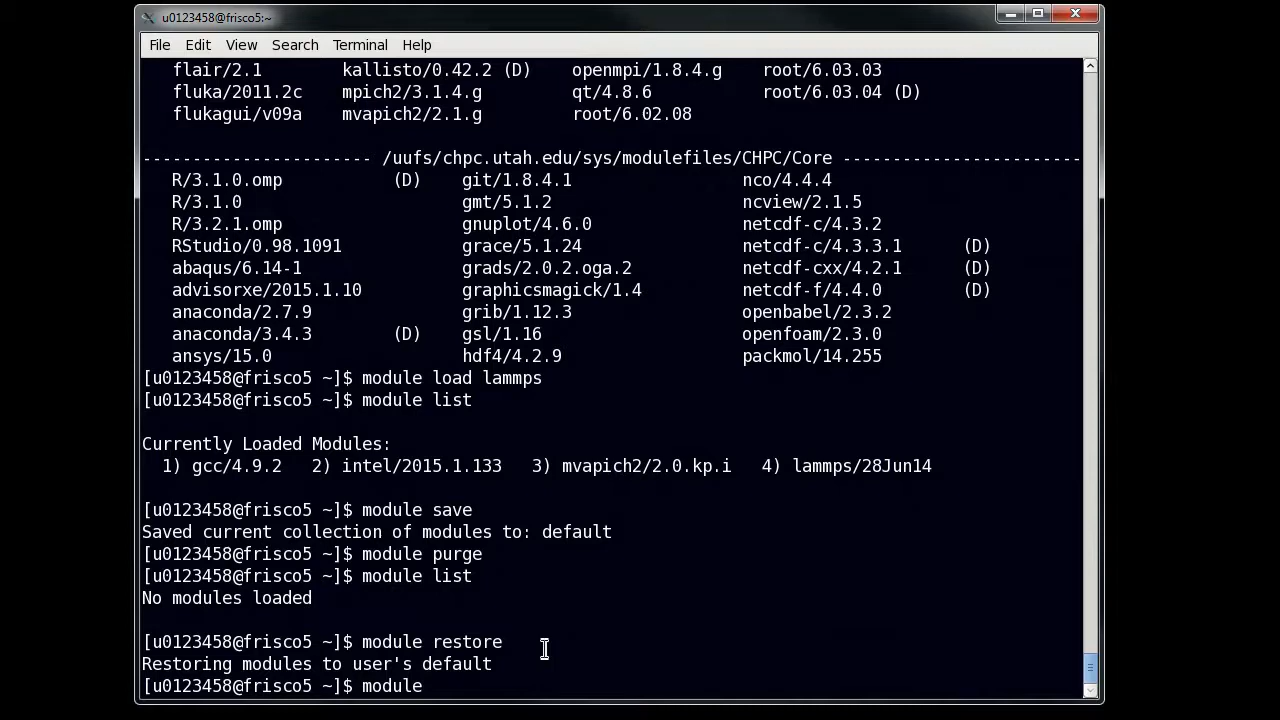 u0123458@frisco5:~
File Edit View Search Terminal Help
flair/2.1 kallisto/0.42.2 (D) openmpi/1.8.4.g root/6.03.03
fluka/2011.2c mpich2/3.1.4.g qt/4.8.6 root/6.03.04 (D)
flukagui/v09a mvapich2/2.1.g root/6.02.08
----------------------- /uufs/chpc.utah.edu/sys/modulefiles/CHPC/Core ------------------------
R/3.1.0.omp (D) git/1.8.4.1 nco/4.4.4
R/3.1.0 gmt/5.1.2 ncview/2.1.5
R/3.2.1.omp gnuplot/4.6.0 netcdf-c/4.3.2
RStudio/0.98.1091 grace/5.1.24 netcdf-c/4.3.3.1 (D)
abaqus/6.14-1 grads/2.0.2.oga.2 netcdf-cxx/4.2.1 (D)
advisorxe/2015.1.10 graphicsmagick/1.4 netcdf-f/4.4.0 (D)
anaconda/2.7.9 grib/1.12.3 openbabel/2.3.2
anaconda/3.4.3 (D) gsl/1.16 openfoam/2.3.0
ansys/15.0 hdf4/4.2.9 packmol/14.255
[u0123458@frisco5 ~]$ module load lammps
[u0123458@frisco5 ~]$ module list
Currently Loaded Modules:
1) gcc/4.9.2 2) intel/2015.1.133 3) mvapich2/2.0.kp.i 4) lammps/28Jun14
[u0123458@frisco5 ~]$ module save
Saved current collection of modules to: default
[u0123458@frisco5 ~]$ module purge
[u0123458@frisco5 ~]$ module list
No modules loaded
[u0123458@frisco5 ~]$ module restore
Restoring modules to user's default
[u0123458@frisco5 ~]$ module